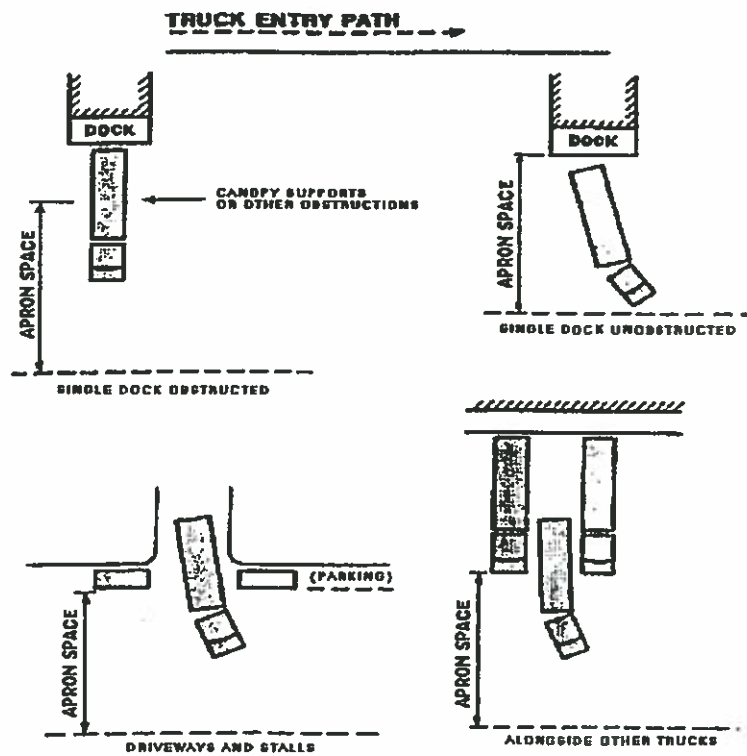 TRUCK ENTRY PATH
DOCK
DOCK
CANOPY SUPPORTS
OR OTHER OBSTRUCTIONS
APRON SPACE
APRON SPACE
SINGLE DOCK UNOBSTRUCTED
SINGLE DOCK OBSTRUCTED
(PARKING)
APRON SPACE
APRON SPACE
DRIVEWAYS AND STALLS
ALONGSIDE OTHER TRUCKS